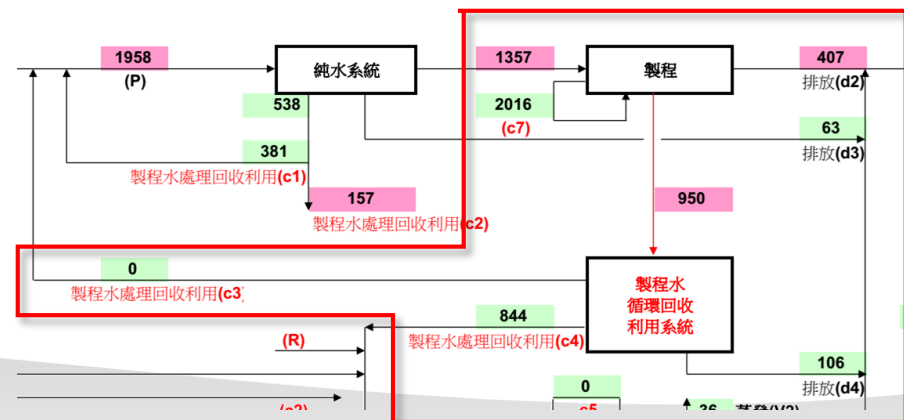 1958
(P)
純水系統
1357
製程
407
排放(d2)
538
2016
(c7)
63
排放(d3)
381
製程水處理回收利用(c1)
157
製程水處理回收利用(c2)
950
0
製程水處理回收利用(c3)
製程水
循環回收
利用系統
844
製程水處理回收利用(c4)
(R)
106
排放(d4)
0
36